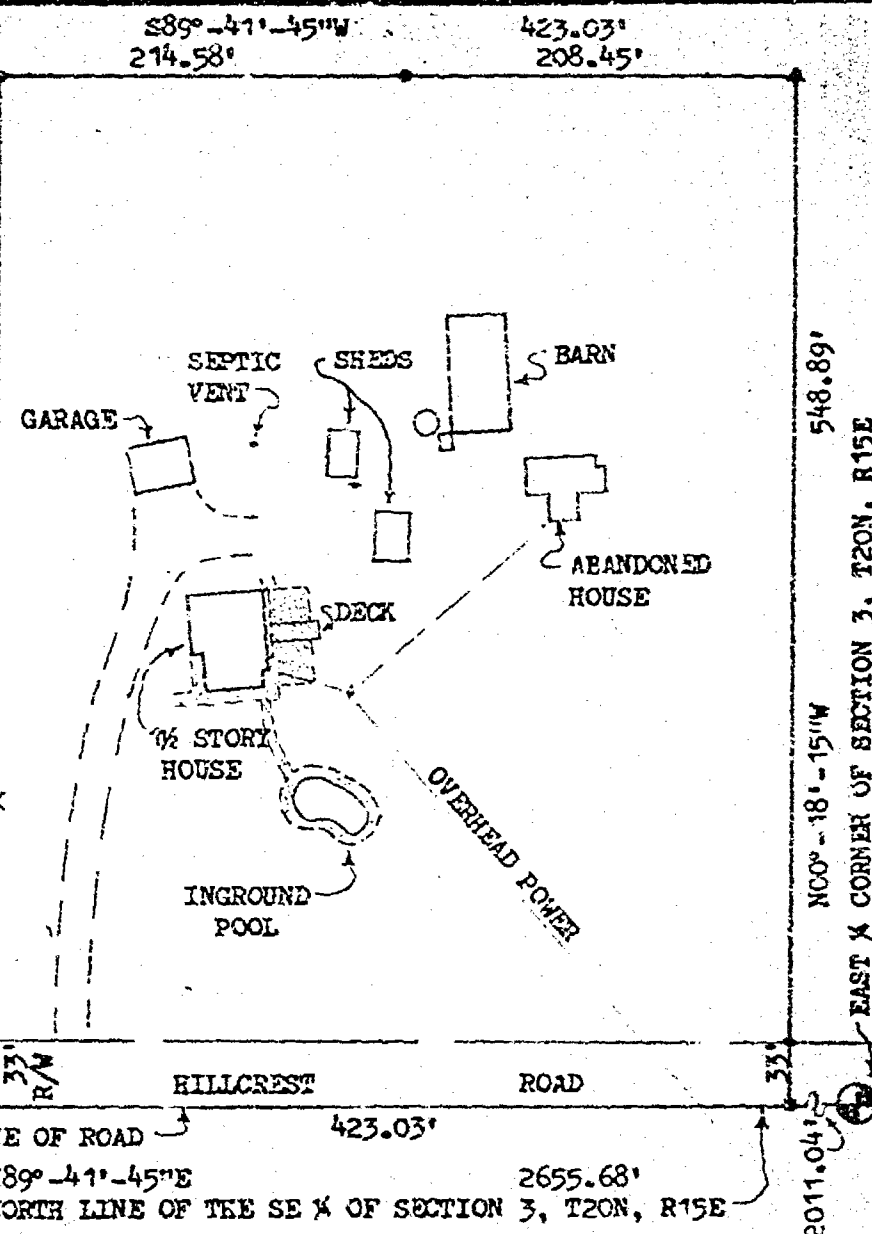 S89°-41'-45"W 423.03'
214.58' 208.45'
SEPTIC
VENT
SHEDS
BARN
GARAGE
548.89'
ABANDONED
HOUSE
DECK
1½ STORY
HOUSE
OVERHEAD POWER
INGROUND
POOL
N00°-18'-15"W
EAST ¼ CORNER OF SECTION 3, T20N, R15E
33'
R/W
HILLCREST ROAD
33'
NE OF ROAD
423.03'
89°-41'-45"E 2655.68'
NORTH LINE OF THE SE ¼ OF SECTION 3, T20N, R15E
2011.04'